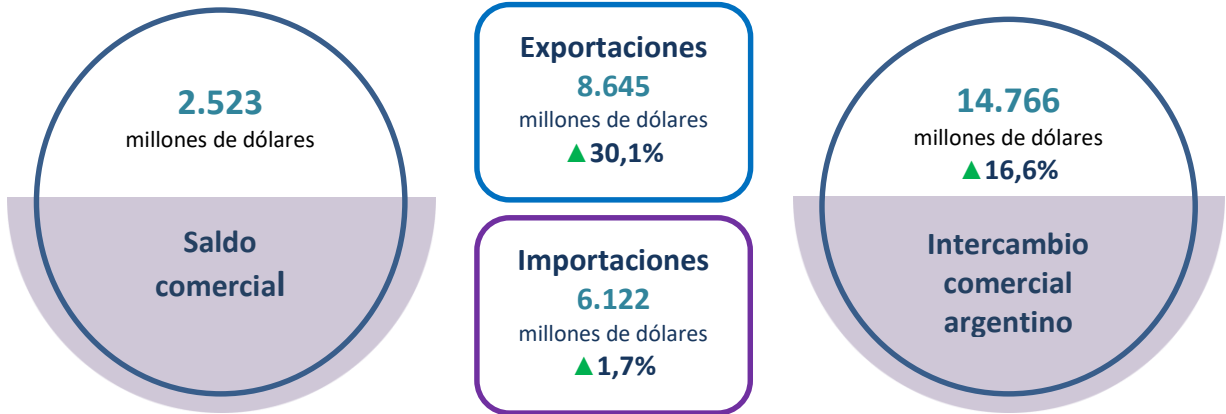 2.523
millones de dólares
Saldo
comercial
Exportaciones
8.645
millones de dólares
▲30,1%
Importaciones
6.122
millones de dólares
▲1,7%
14.766
millones de dólares
▲16,6%
Intercambio
comercial
argentino